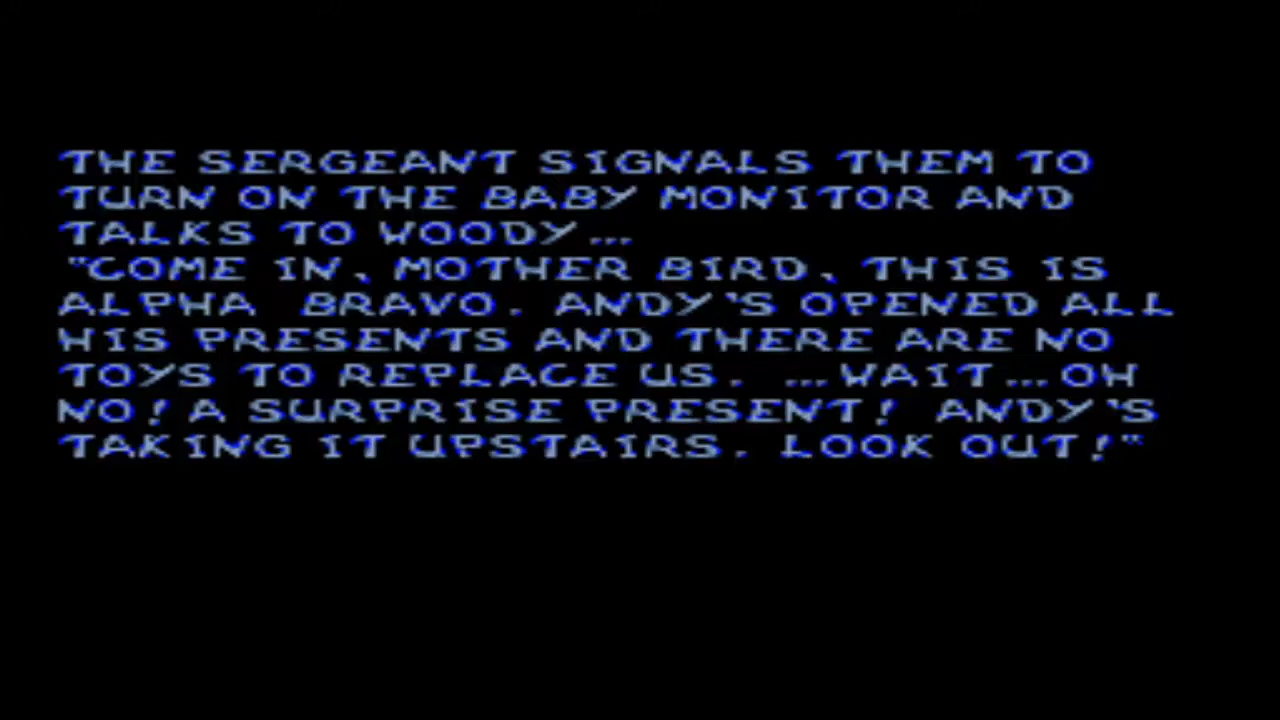 THE SERGEANT SIGNALS THEM TO
TURN ON THE BABY MONITOR AND
TALKS TO WOODY...
"COME IN, MOTHER BIRD, THIS IS
ALPHA BRAVO. ANDY'S OPENED ALL
HIS PRESENTS AND THERE ARE NO
TOYS TO REPLACE US. ...WAIT...OH
NO! A SURPRISE PRESENT! ANDY'S
TAKING IT UPSTAIRS. LOOK OUT!"